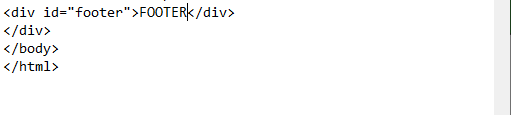 <div id="footer">FOOTER</div>
</div>
</body>
</html>